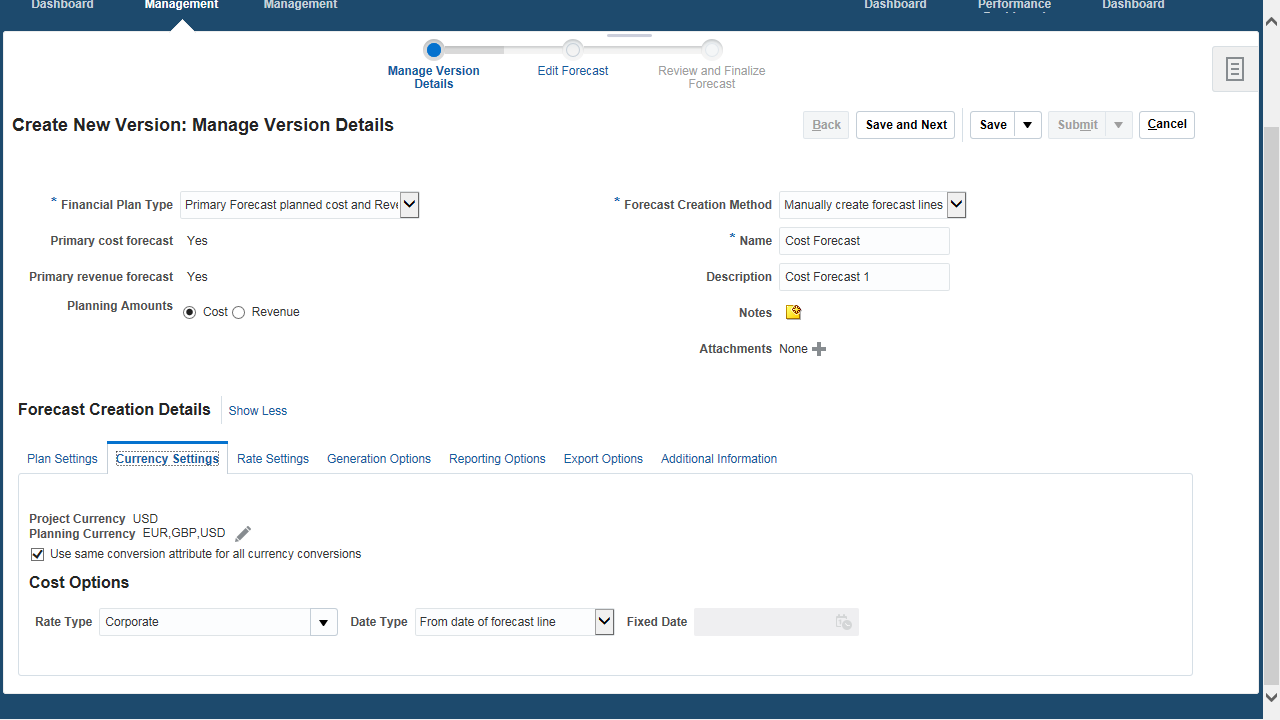 Dashboard
Management
Management
Dashboard
Performance
Dashboard
Manage Version
Details
Edit Forecast
Review and Finalize
Forecast
Create New Version: Manage Version Details
Back
Save and Next
Save
Submit
Cancel
* Financial Plan Type Primary Forecast planned cost and Reve
* Forecast Creation Method Manually create forecast lines
Primary cost forecast Yes
* Name Cost Forecast
Primary revenue forecast Yes
Description Cost Forecast 1
Planning Amounts Cost Revenue
Notes
Attachments None
Forecast Creation Details Show Less
Plan Settings Currency Settings Rate Settings Generation Options Reporting Options Export Options Additional Information
Project Currency USD
Planning Currency EUR,GBP,USD
Use same conversion attribute for all currency conversions
Cost Options
Rate Type Corporate Date Type From date of forecast line Fixed Date